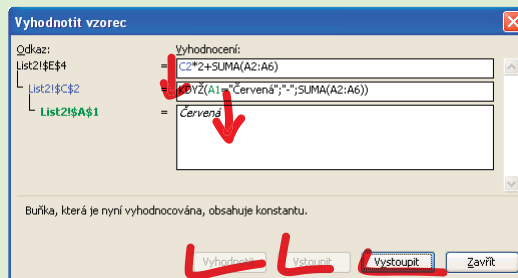 Vyhodnotit vzorec
Odkaz: Vyhodnocení:
List2!$E$4 = C2*2+SUMA(A2:A6)
List2!$C$2 = KDYŽ(A1="Červená";"-";SUMA(A2:A6))
List2!$A$1 = Červená
Buňka, která je nyní vyhodnocována, obsahuje konstantu.
Vyhodnotit Vstoupit Vystoupit Zavřít